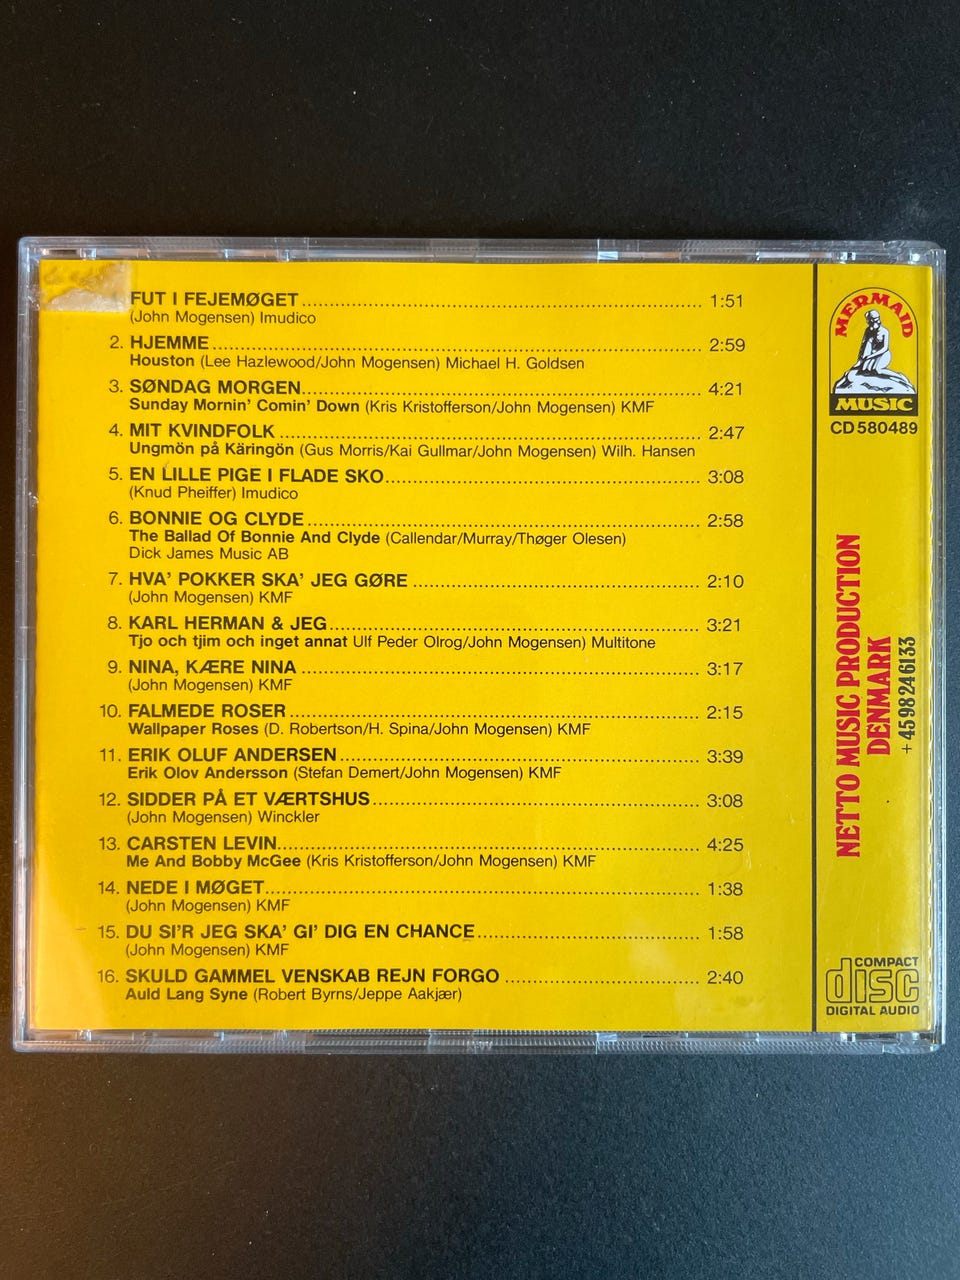 FUT I FEJEMØGET 1:51
(John Mogensen) Imudico
2. HJEMME 2:59
Houston (Lee Hazlewood/John Mogensen) Michael H. Goldsen
3. SØNDAG MORGEN 4:21
Sunday Mornin' Comin' Down (Kris Kristofferson/John Mogensen) KMF
4. MIT KVINDFOLK 2:47
Ungmön på Käringön (Gus Morris/Kai Gullmar/John Mogensen) Wilh. Hansen
5. EN LILLE PIGE I FLADE SKO 3:08
(Knud Pheiffer) Imudico
6. BONNIE OG CLYDE 2:58
The Ballad Of Bonnie And Clyde (Callendar/Murray/Thøger Olesen)
Dick James Music AB
7. HVA' POKKER SKA' JEG GØRE 2:10
(John Mogensen) KMF
8. KARL HERMAN & JEG 3:21
Tjo och tjim och inget annat Ulf Peder Olrog/John Mogensen) Multitone
9. NINA, KÆRE NINA 3:17
(John Mogensen) KMF
10. FALMEDE ROSER 2:15
Wallpaper Roses (D. Robertson/H. Spina/John Mogensen) KMF
11. ERIK OLUF ANDERSEN 3:39
Erik Olov Andersson (Stefan Demert/John Mogensen) KMF
12. SIDDER PÅ ET VÆRTSHUS 3:08
(John Mogensen) Winckler
13. CARSTEN LEVIN 4:25
Me And Bobby McGee (Kris Kristofferson/John Mogensen) KMF
14. NEDE I MØGET 1:38
(John Mogensen) KMF
15. DU SI'R JEG SKA' GI' DIG EN CHANCE 1:58
(John Mogensen) KMF
16. SKULD GAMMEL VENSKAB REJN FORGO 2:40
Auld Lang Syne (Robert Byrns/Jeppe Aakjær)
MERMAID
MUSIC
CD 580489
NETTO MUSIC PRODUCTION
DENMARK
+4598246133
COMPACT
disc
DIGITAL AUDIO